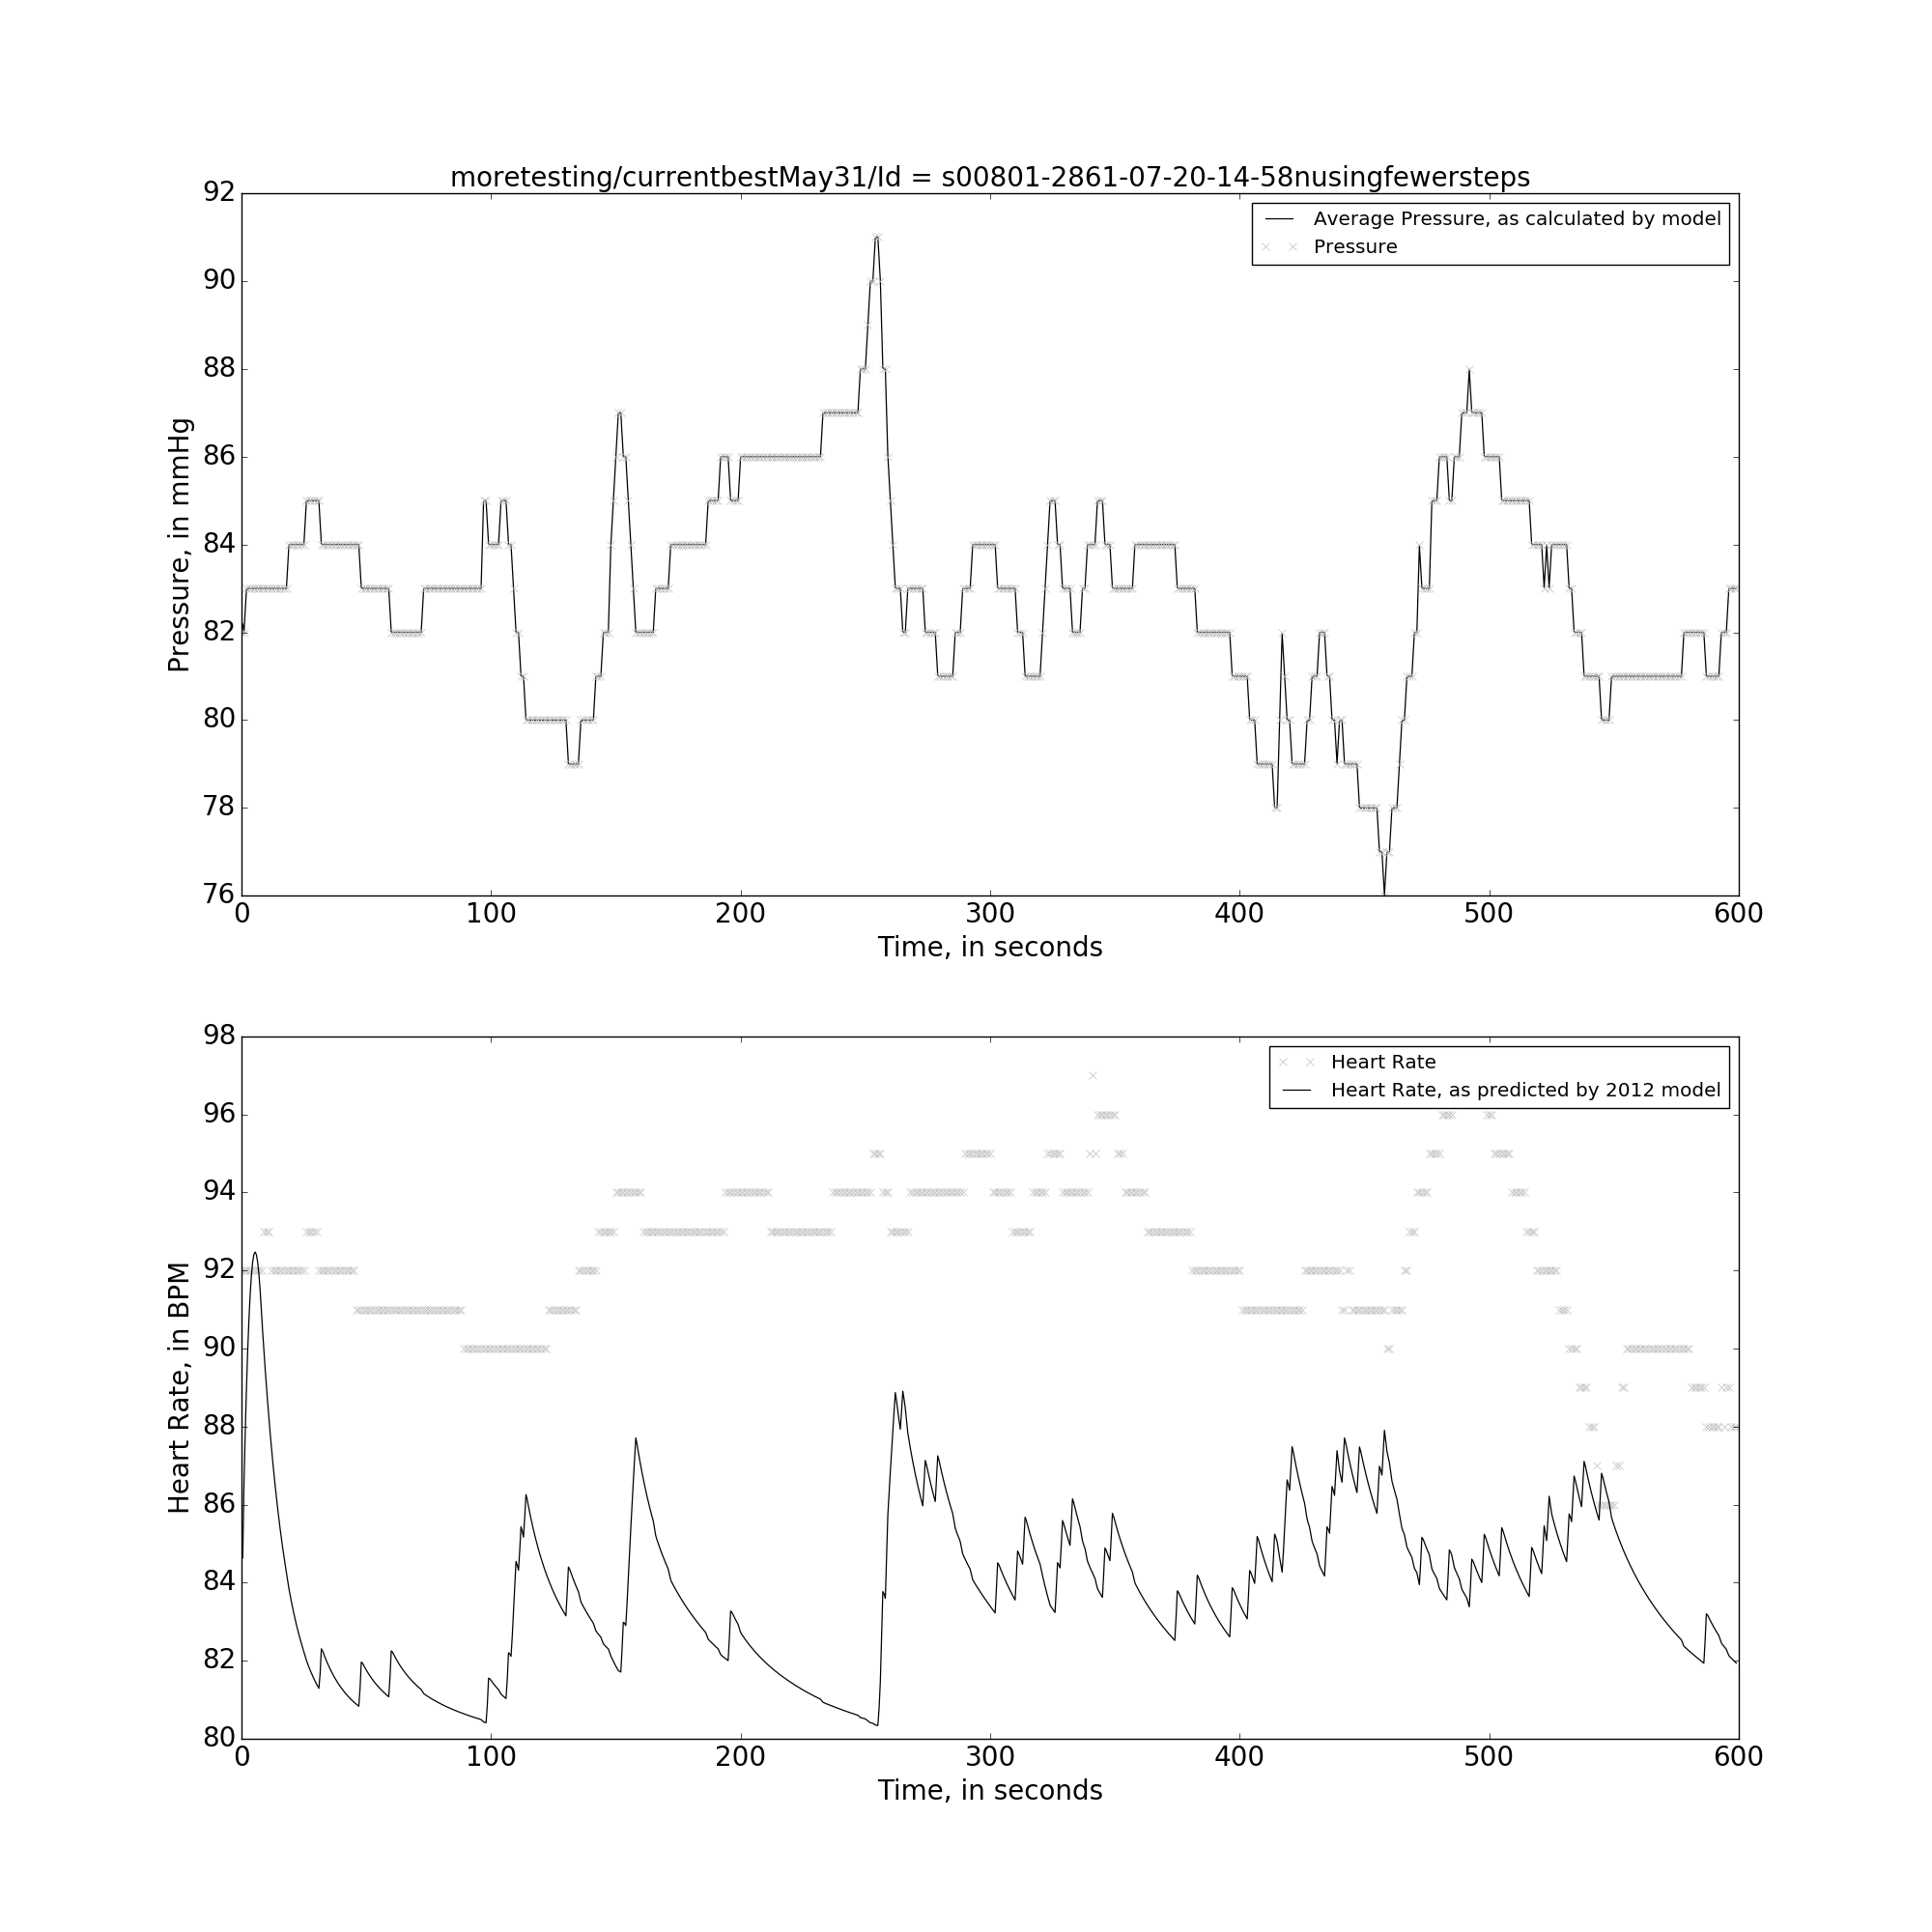 moretesting/currentbestMay31/Id = s00801-2861-07-20-14-58nusingfewersteps
92
90
88
86
84
82
80
78
76
Pressure, in mmHg
Average Pressure, as calculated by model
Pressure
0 100 200 300 400 500 600
Time, in seconds
98
96
94
92
90
88
86
84
82
80
Heart Rate, in BPM
Heart Rate
Heart Rate, as predicted by 2012 model
0 100 200 300 400 500 600
Time, in seconds